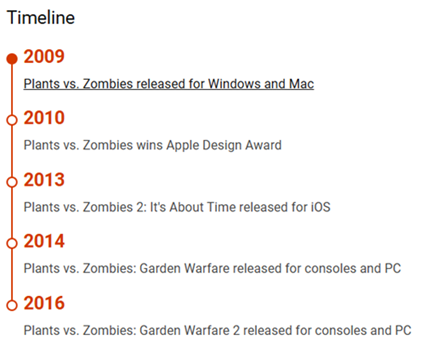 Timeline
2009
Plants vs. Zombies released for Windows and Mac
2010
Plants vs. Zombies wins Apple Design Award
2013
Plants vs. Zombies 2: It's About Time released for iOS
2014
Plants vs. Zombies: Garden Warfare released for consoles and PC
2016
Plants vs. Zombies: Garden Warfare 2 released for consoles and PC